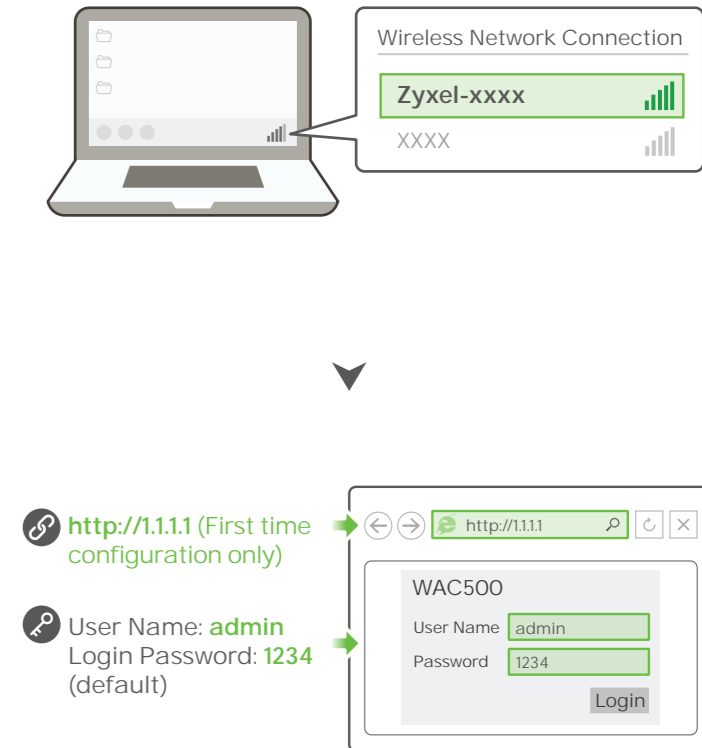 Wireless Network Connection
Zyxel-xxxx
XXXX
http://1.1.1.1 (First time
configuration only)
http://1.1.1.1
WAC500
User Name: admin
Login Password: 1234
(default)
User Name admin
Password 1234
Login